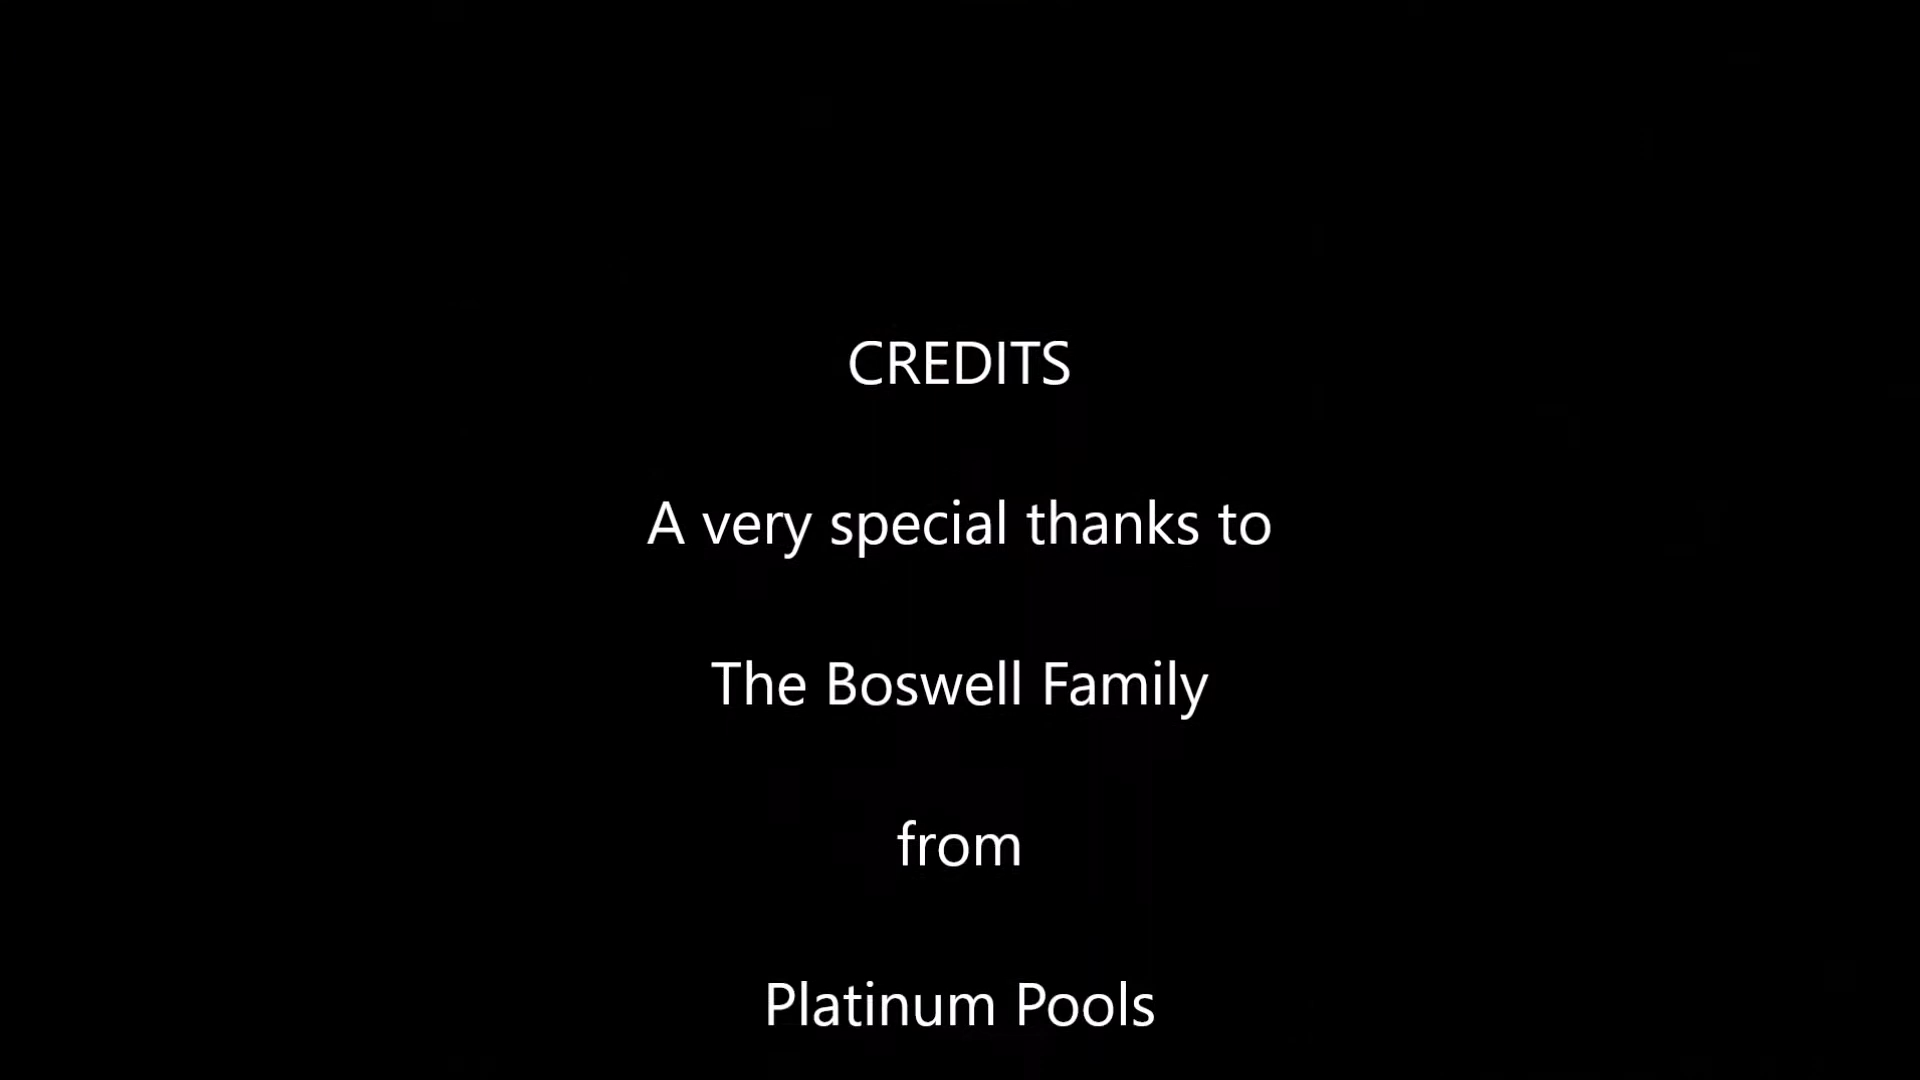 CREDITS
A very special thanks to
The Boswell Family
from
Platinum Pools